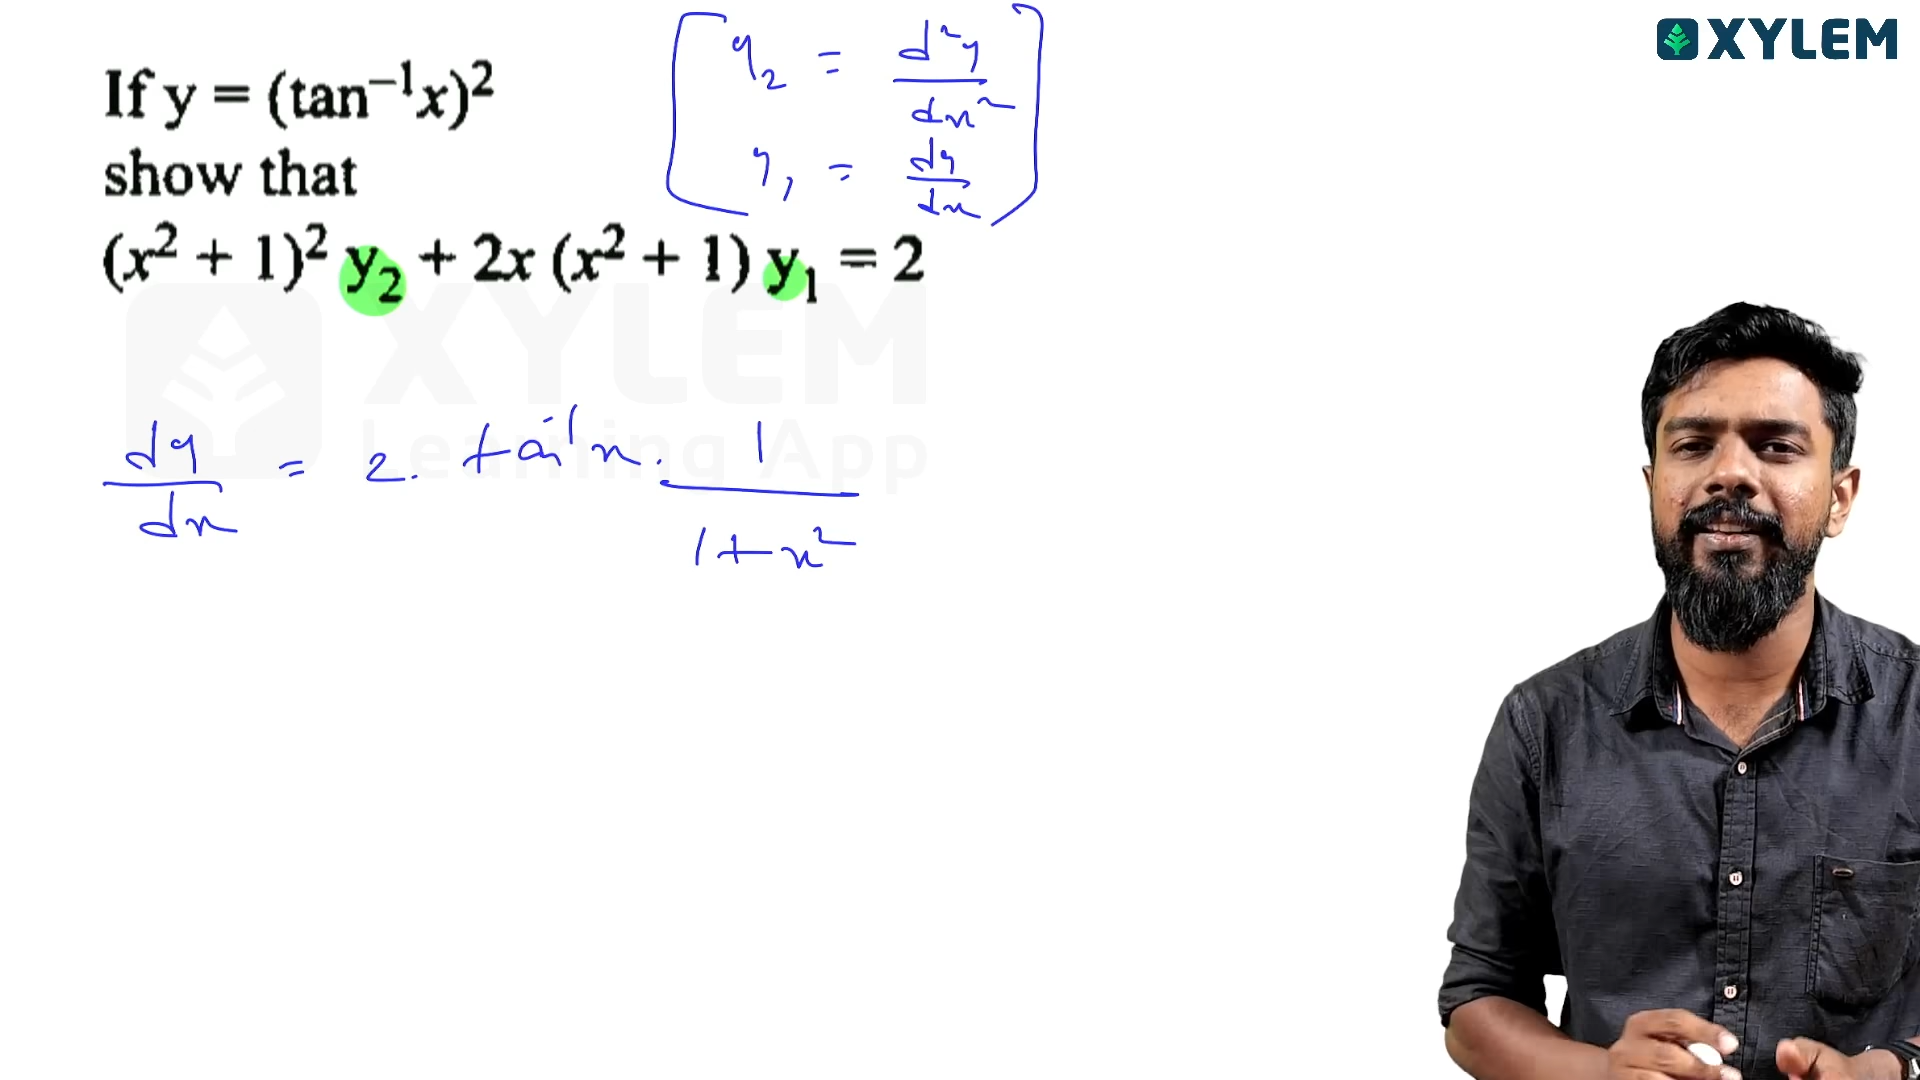 XYLEM
If y = (tan⁻¹x)²
show that
(x² + 1)² y₂ + 2x (x² + 1) y₁ = 2
y₂ = d²y/dx²
y₁ = dy/dx
XYLEM
Learning App
dy/dx = 2. tan⁻¹x. 1/(1+x²)